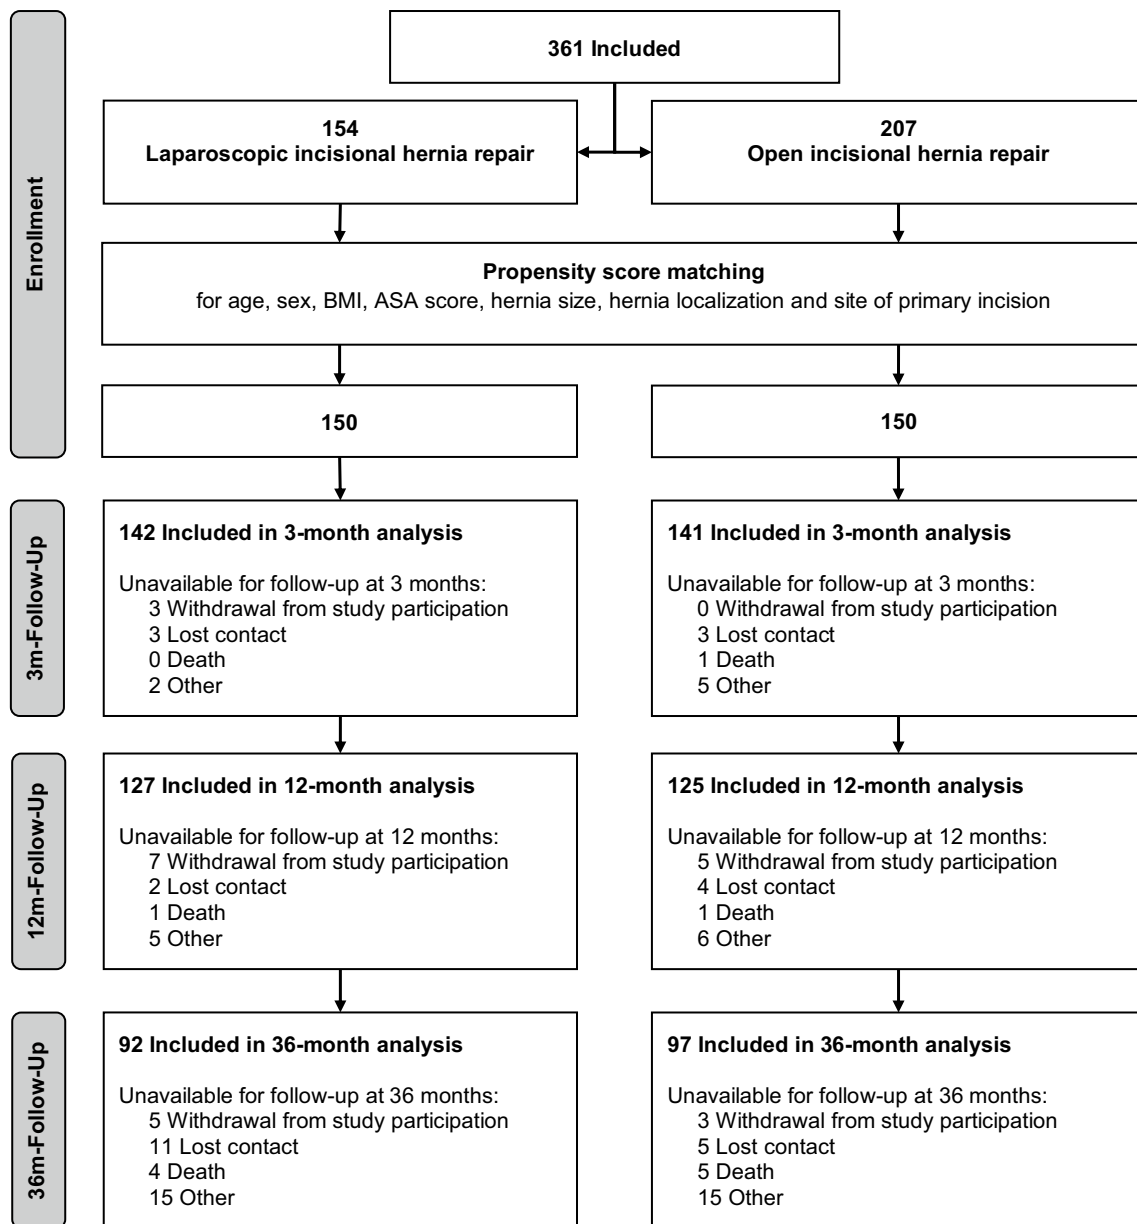 361 Included
Enrollment
154
Laparoscopic incisional hernia repair
207
Open incisional hernia repair
Propensity score matching
for age, sex, BMI, ASA score, hernia size, hernia localization and site of primary incision
150
150
3m-Follow-Up
142 Included in 3-month analysis
Unavailable for follow-up at 3 months:
3 Withdrawal from study participation
3 Lost contact
0 Death
2 Other
141 Included in 3-month analysis
Unavailable for follow-up at 3 months:
0 Withdrawal from study participation
3 Lost contact
1 Death
5 Other
12m-Follow-Up
127 Included in 12-month analysis
Unavailable for follow-up at 12 months:
7 Withdrawal from study participation
2 Lost contact
1 Death
5 Other
125 Included in 12-month analysis
Unavailable for follow-up at 12 months:
5 Withdrawal from study participation
4 Lost contact
1 Death
6 Other
36m-Follow-Up
92 Included in 36-month analysis
Unavailable for follow-up at 36 months:
5 Withdrawal from study participation
11 Lost contact
4 Death
15 Other
97 Included in 36-month analysis
Unavailable for follow-up at 36 months:
3 Withdrawal from study participation
5 Lost contact
5 Death
15 Other